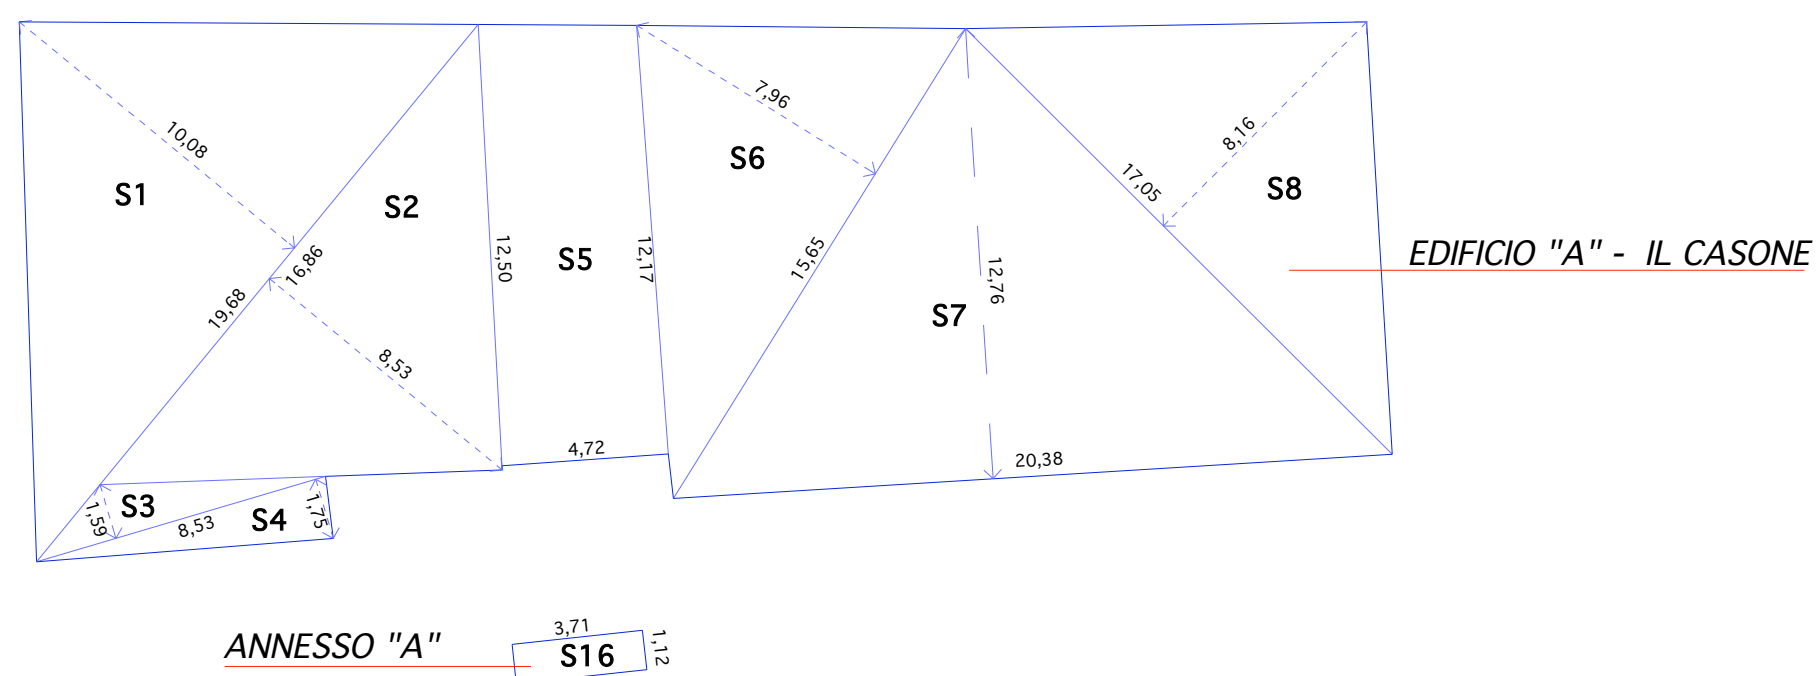 10,08
7,96
8,16
S6
17,05
S1
S2
S8
12,50
S5
12,17
15,65
EDIFICIO "A" - IL CASONE
16,86
12,76
19,68
S7
8,53
4,72
20,38
1,59
S3
8,53
S4
1,75
3,71
ANNESSO "A"
S16
1,12